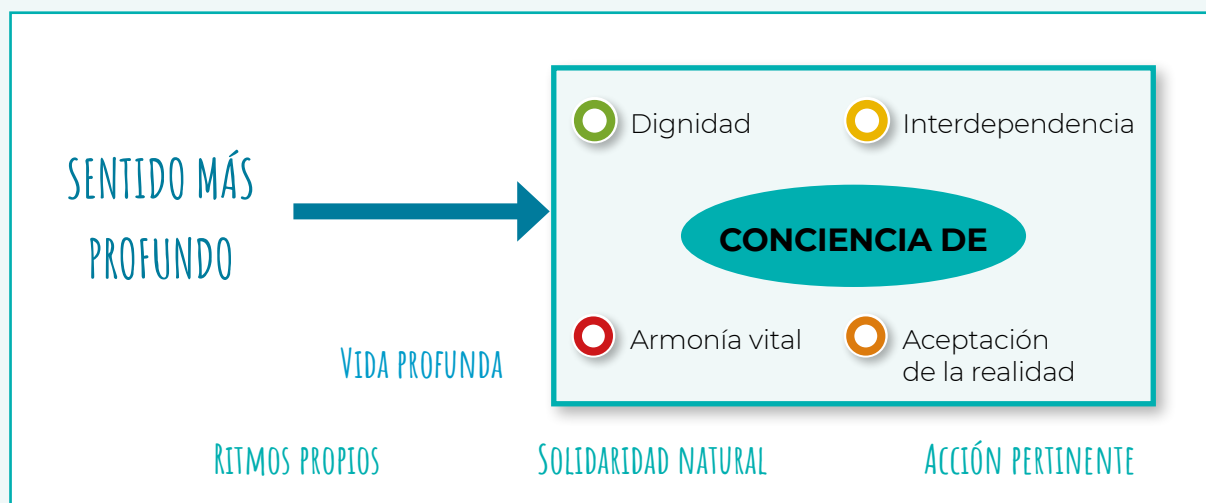 SENTIDO MÁS
PROFUNDO
Dignidad
Interdependencia
CONCIENCIA DE
Armonía vital
Aceptación
de la realidad
VIDA PROFUNDA
RITMOS PROPIOS
SOLIDARIDAD NATURAL
ACCIÓN PERTINENTE